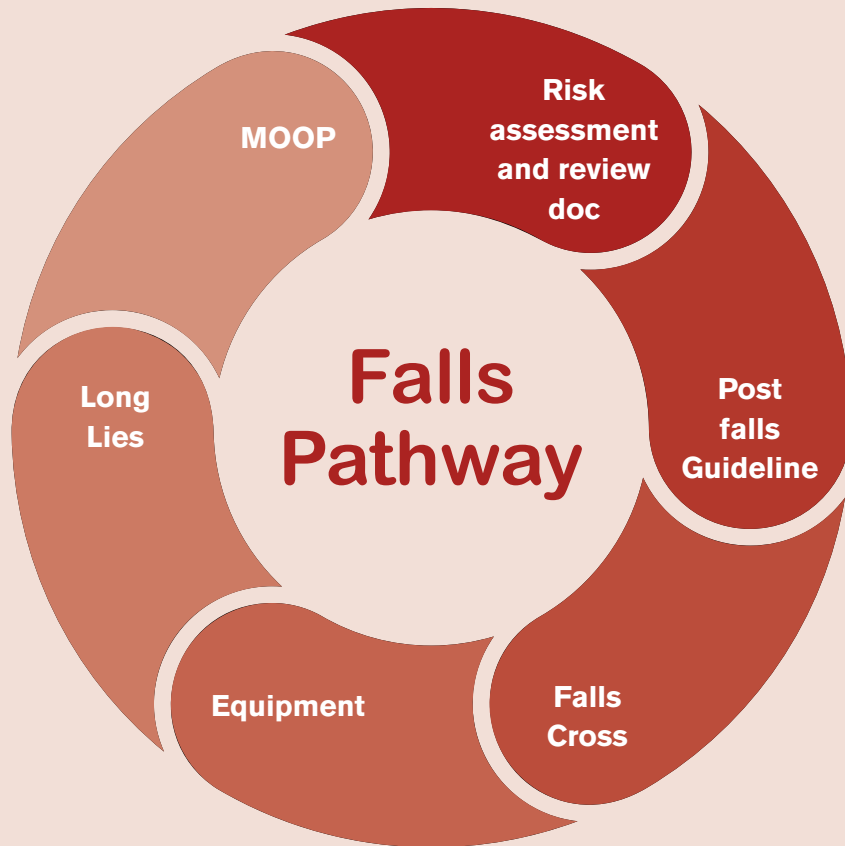 Falls
Pathway
Risk
assessment
and review
doc
Post
falls
Guideline
Falls
Cross
Equipment
Long
Lies
MOOP